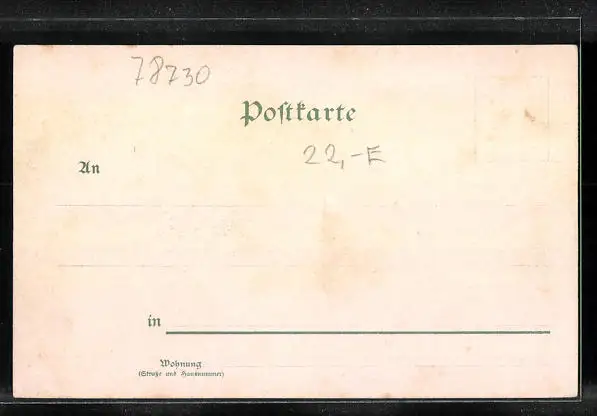 78730
Poſtkarte
22,-E
An
in
Wohnung
(Straße und Hausnummer)